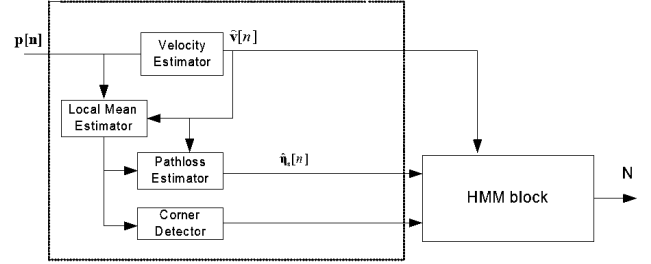 p[n]
Velocity
Estimator
v̂[n]
Local Mean
Estimator
Pathloss
Estimator
η̂ₛ[n]
Corner
Detector
HMM block
N